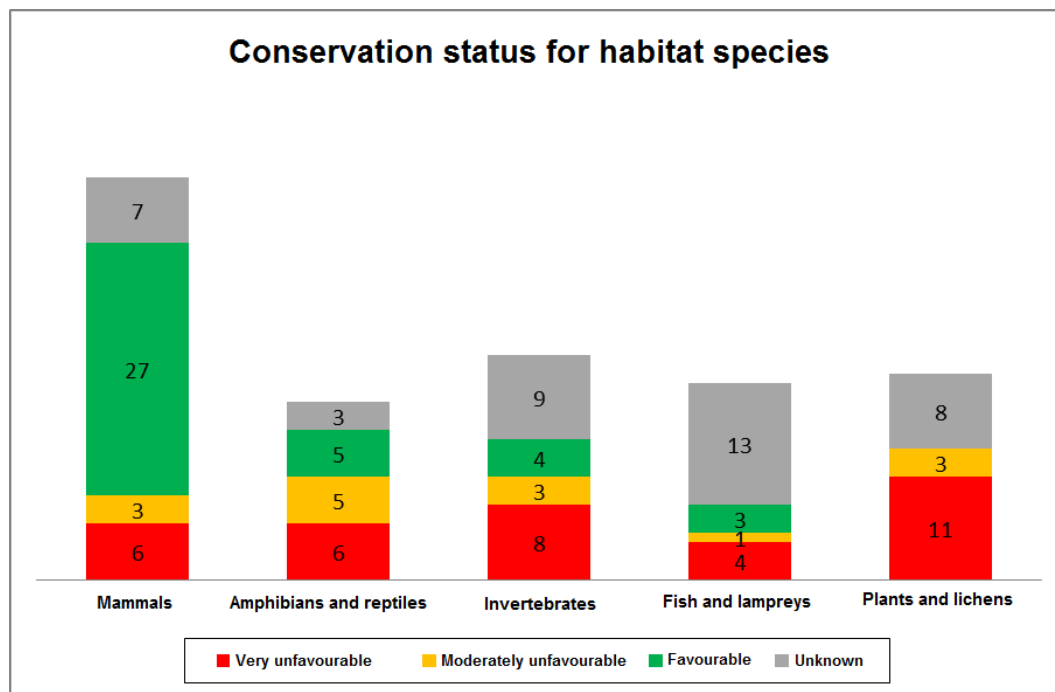 Conservation status for habitat species
7
27
3
6
3
5
5
6
9
4
3
8
13
3
1
4
8
3
11
Mammals
Amphibians and reptiles
Invertebrates
Fish and lampreys
Plants and lichens
Very unfavourable
Moderately unfavourable
Favourable
Unknown